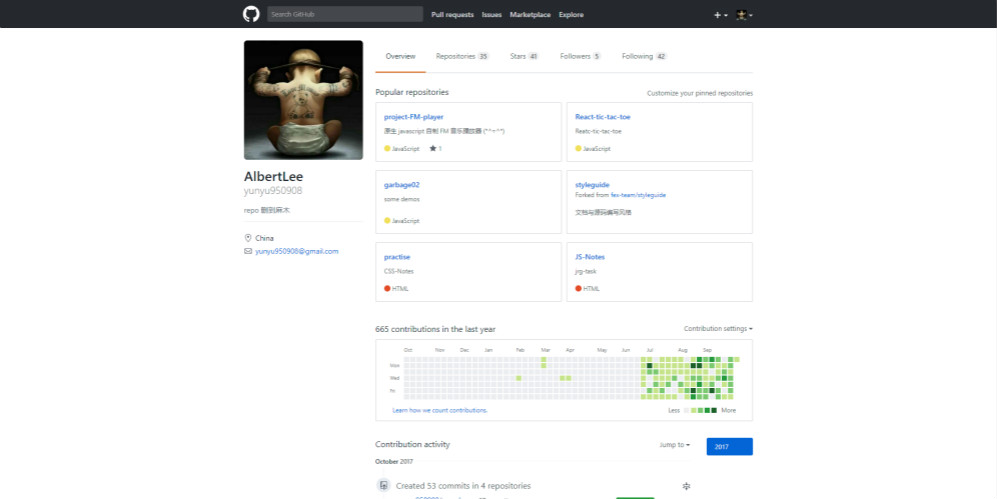 Search GitHub
Pull requests Issues Marketplace Explore
Overview Repositories 35 Stars 41 Followers 5 Following 42
Popular repositories Customize your pinned repositories
project-FM-player
原生 javascript 自制 FM 音乐播放器 (^*÷^*)
JavaScript 1
React-tic-tac-toe
Reatc-tic-tac-toe
JavaScript
AlbertLee
yunyu950908
repo 翻到麻木
China
yunyu950908@gmail.com
garbage02
some demos
JavaScript
styleguide
Forked from fex-team/styleguide
文档与源码编写风格
practise
CSS-Notes
HTML
JS-Notes
jrg-task
HTML
665 contributions in the last year Contribution settings
Oct Nov Dec Jan Feb Mar Apr May Jun Jul Aug Sep
Mon
Wed
Fri
Learn how we count contributions. Less More
Contribution activity Jump to 2017
October 2017
Created 53 commits in 4 repositories